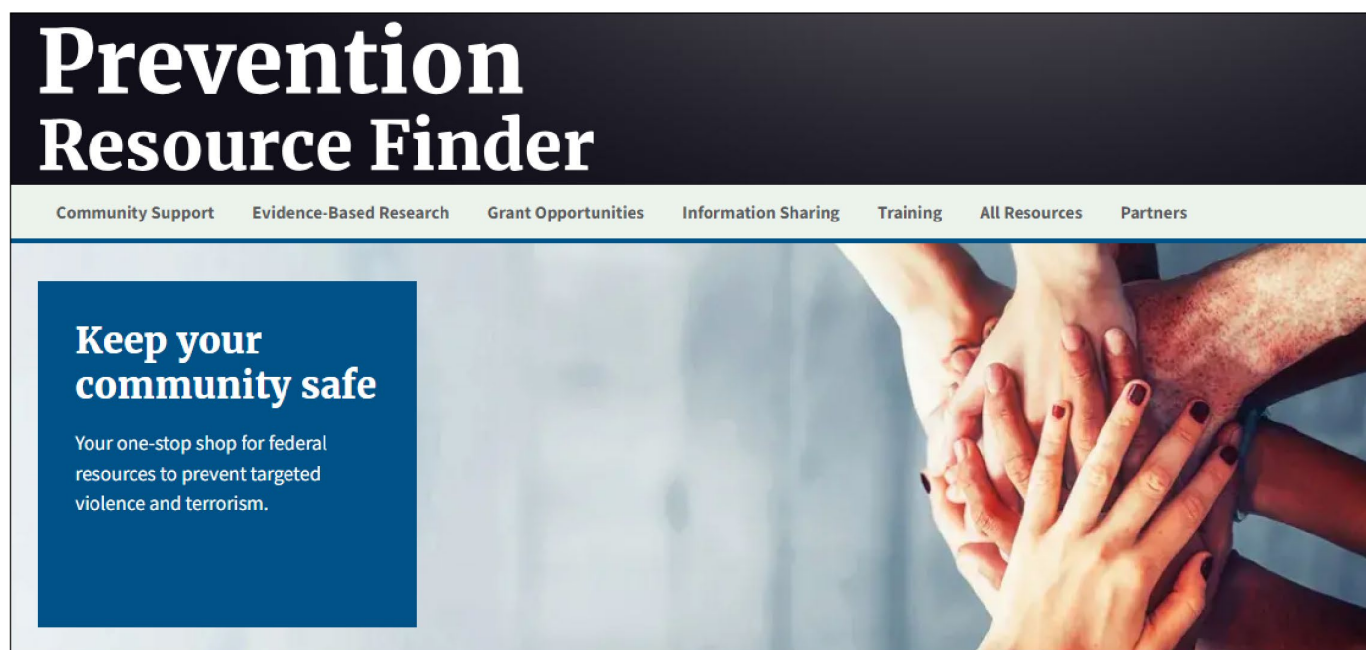 Prevention
Resource Finder
Community Support Evidence-Based Research Grant Opportunities Information Sharing Training All Resources Partners
Keep your
community safe
Your one-stop shop for federal
resources to prevent targeted
violence and terrorism.